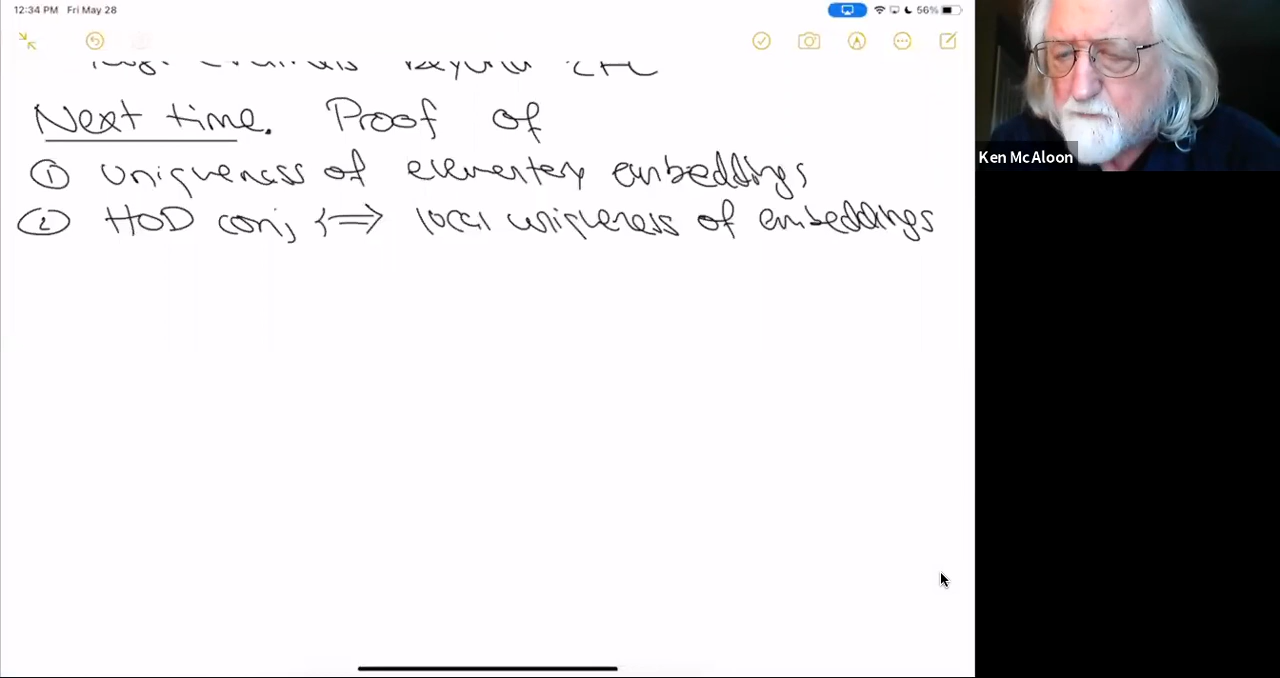 12:34 PM Fri May 28
56%
Next time. Proof of
① uniqueness of elementary embeddings
② HOD conj ⟺ local uniqueness of embeddings
Ken McAloon